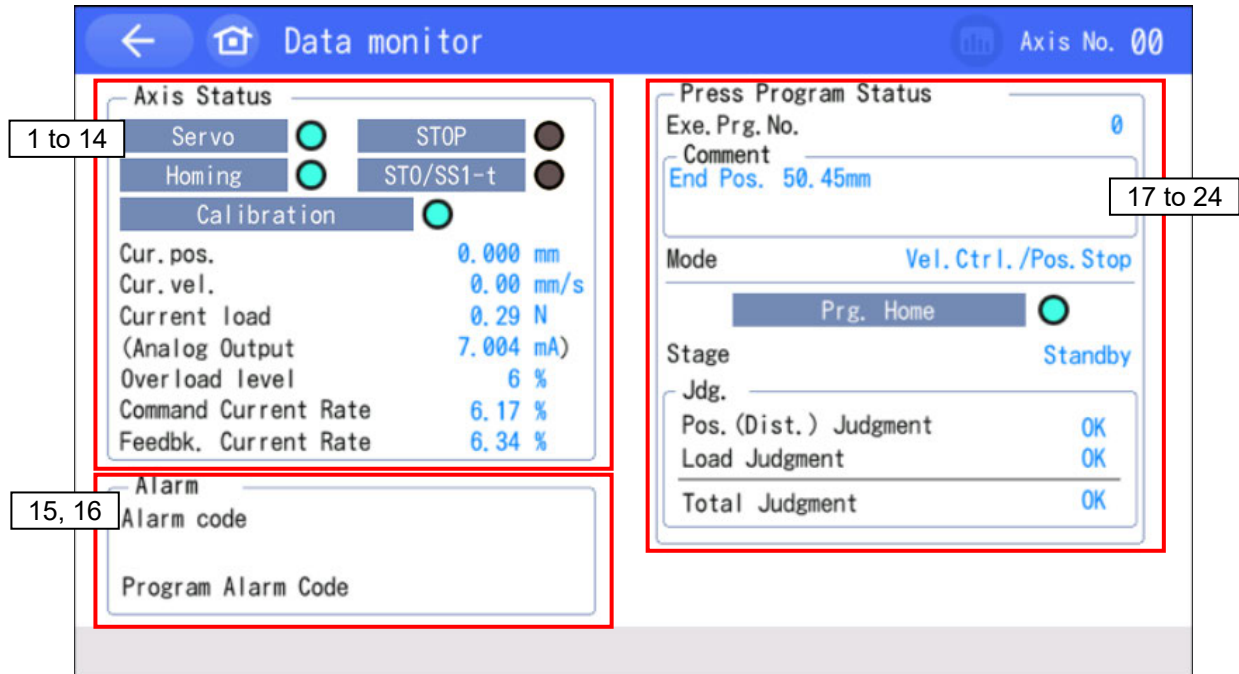 Data monitor
Axis No. 00
Axis Status
1 to 14
Servo STOP
Homing STO/SS1-t
Calibration
Cur.pos. 0.000 mm
Cur.vel. 0.00 mm/s
Current load 0.29 N
(Analog Output 7.004 mA)
Overload level 6 %
Command Current Rate 6.17 %
Feedbk. Current Rate 6.34 %
Alarm
15, 16
Alarm code
Program Alarm Code
Press Program Status
Exe.Prg.No. 0
Comment
End Pos. 50.45mm
17 to 24
Mode Vel.Ctrl./Pos.Stop
Prg. Home
Stage Standby
Jdg.
Pos.(Dist.) Judgment OK
Load Judgment OK
Total Judgment OK